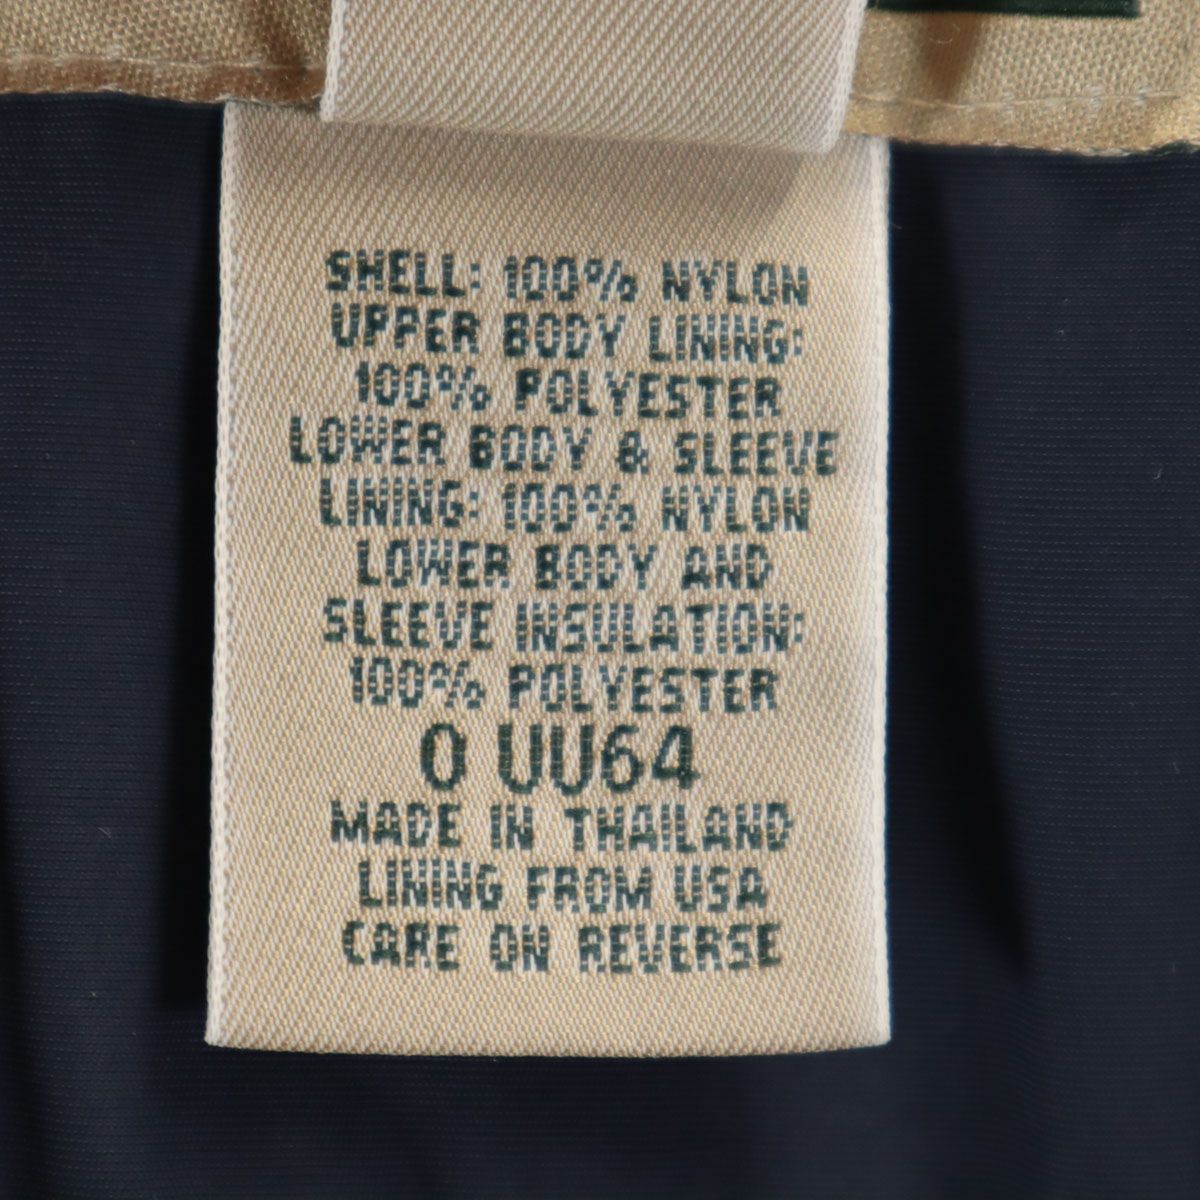 SHELL: 100% NYLON
UPPER BODY LINING:
100% POLYESTER
LOWER BODY & SLEEVE
LINING: 100% NYLON
LOWER BODY AND
SLEEVE INSULATION:
100% POLYESTER
0 UU64
MADE IN THAILAND
LINING FROM USA
CARE ON REVERSE